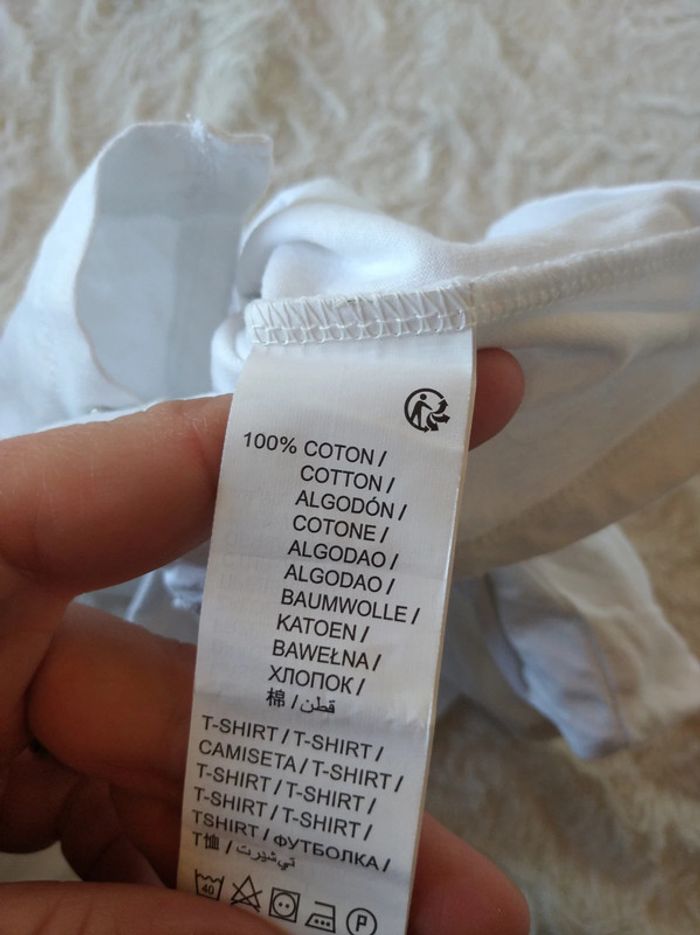 100% COTON /
COTTON /
ALGODÓN /
COTONE /
ALGODAO /
ALGODAO /
BAUMWOLLE /
KATOEN /
BAWEŁNA /
ХЛОПОК /
棉 / قطن
T-SHIRT / T-SHIRT /
CAMISETA / T-SHIRT /
T-SHIRT / T-SHIRT /
T-SHIRT / T-SHIRT /
TSHIRT / ФУТБОЛКА /
T恤 / تي شيرت
40 P